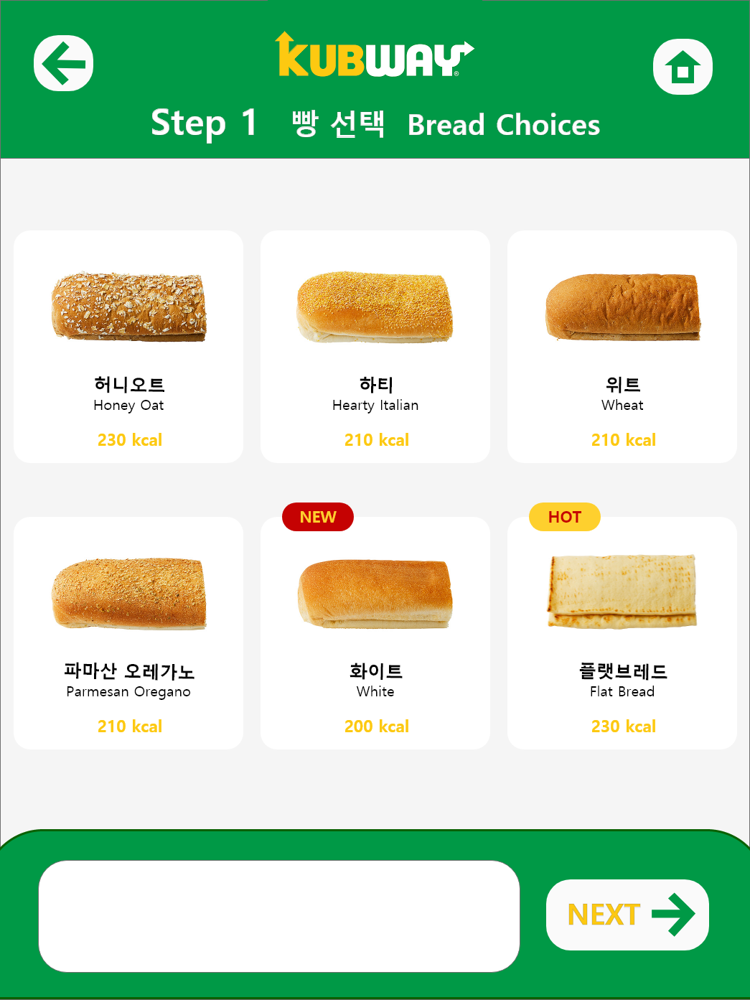 KUBWAY®
Step 1 빵 선택 Bread Choices
허니오트
Honey Oat
230 kcal
하티
Hearty Italian
210 kcal
위트
Wheat
210 kcal
파마산 오레가노
Parmesan Oregano
210 kcal
NEW
화이트
White
200 kcal
HOT
플랫브레드
Flat Bread
230 kcal
NEXT